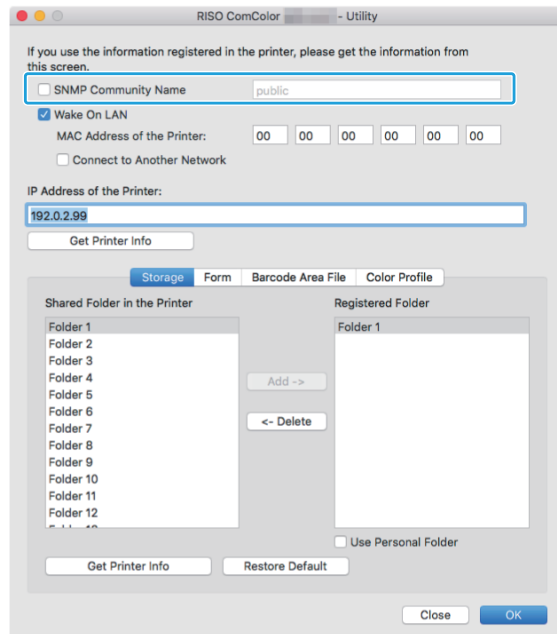 RISO ComColor - Utility
If you use the information registered in the printer, please get the information from
this screen.
SNMP Community Name public
Wake On LAN
MAC Address of the Printer: 00 00 00 00 00 00
Connect to Another Network
IP Address of the Printer:
192.0.2.99
Get Printer Info
Storage Form Barcode Area File Color Profile
Shared Folder in the Printer Registered Folder
Folder 1 Folder 1
Folder 2
Folder 3
Folder 4 Add ->
Folder 5
Folder 6
Folder 7 <- Delete
Folder 8
Folder 9
Folder 10
Folder 11
Folder 12
Use Personal Folder
Get Printer Info Restore Default
Close OK